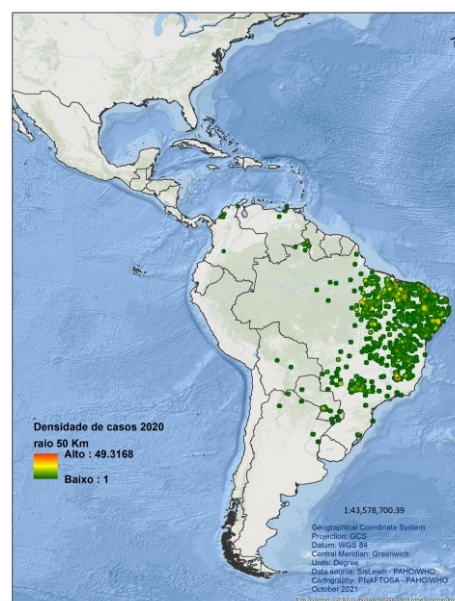 Densidade de casos 2020
raio 50 Km
Alto : 49.3168
Baixo : 1
1:43,578,700.39
Geographical Coordinate System
Projection: GCS
Datum: WGS 84
Central Meridian: Greenwich
Units: Degree
Data source: SisLeish - PAHO/WHO
Cartography: PNAFTOSA - PAHO/WHO
October 2021